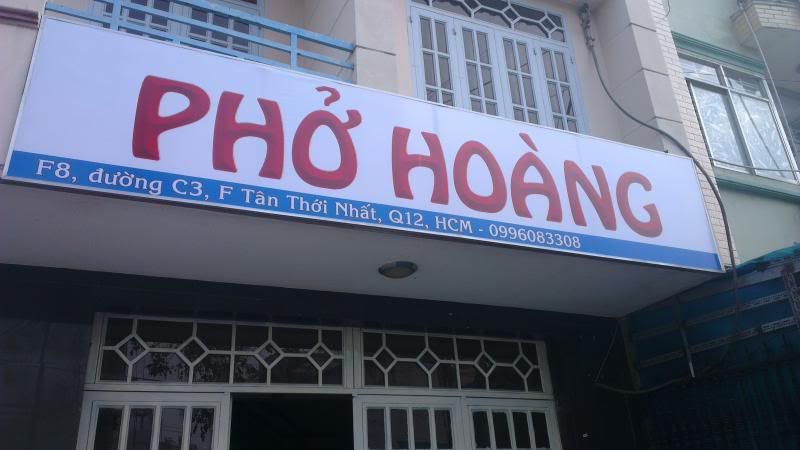 PHỞ HOÀNG
F8, đường C3, F Tân Thới Nhất, Q12, HCM - 0996083308